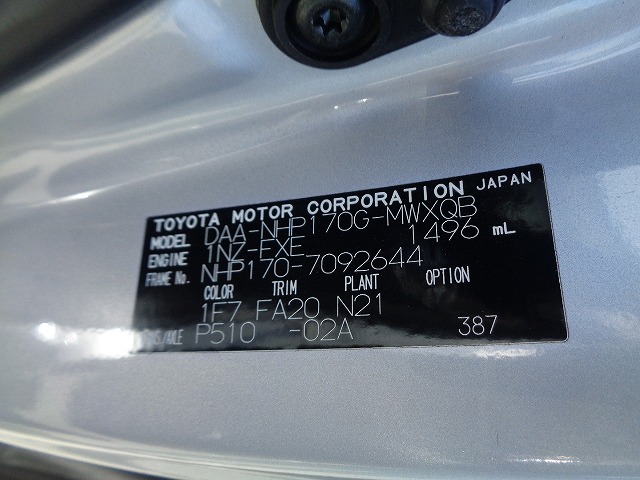 TOYOTA MOTOR CORPORATION JAPAN
MODEL DAA-NHP170G-MWXQB
ENGINE 1NZ-FXE 1496 mL
FRAME No. NHP170-7092644
COLOR TRIM PLANT OPTION
1F7 FA20 N21
/AXLE P510 -02A 387